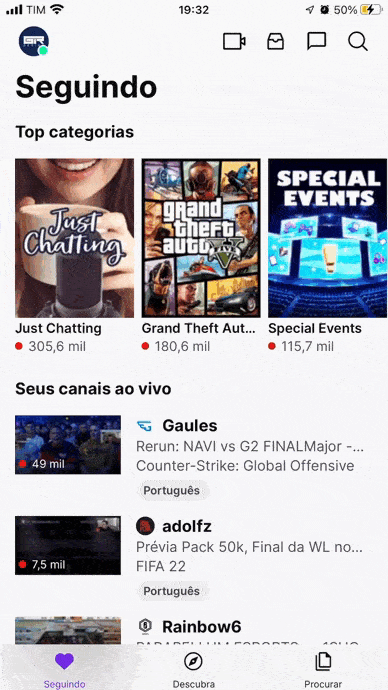 TIM 19:32 50%
Seguindo
Top categorias
Just Chatting
grand theft auto V
SPECIAL EVENTS
Just Chatting
305,6 mil
Grand Theft Aut...
180,6 mil
Special Events
115,7 mil
Seus canais ao vivo
49 mil
Gaules
Rerun: NAVI vs G2 FINALMajor -...
Counter-Strike: Global Offensive
Português
7,5 mil
adolfz
Prévia Pack 50k, Final da WL no...
FIFA 22
Português
Rainbow6
Seguindo
Descubra
Procurar